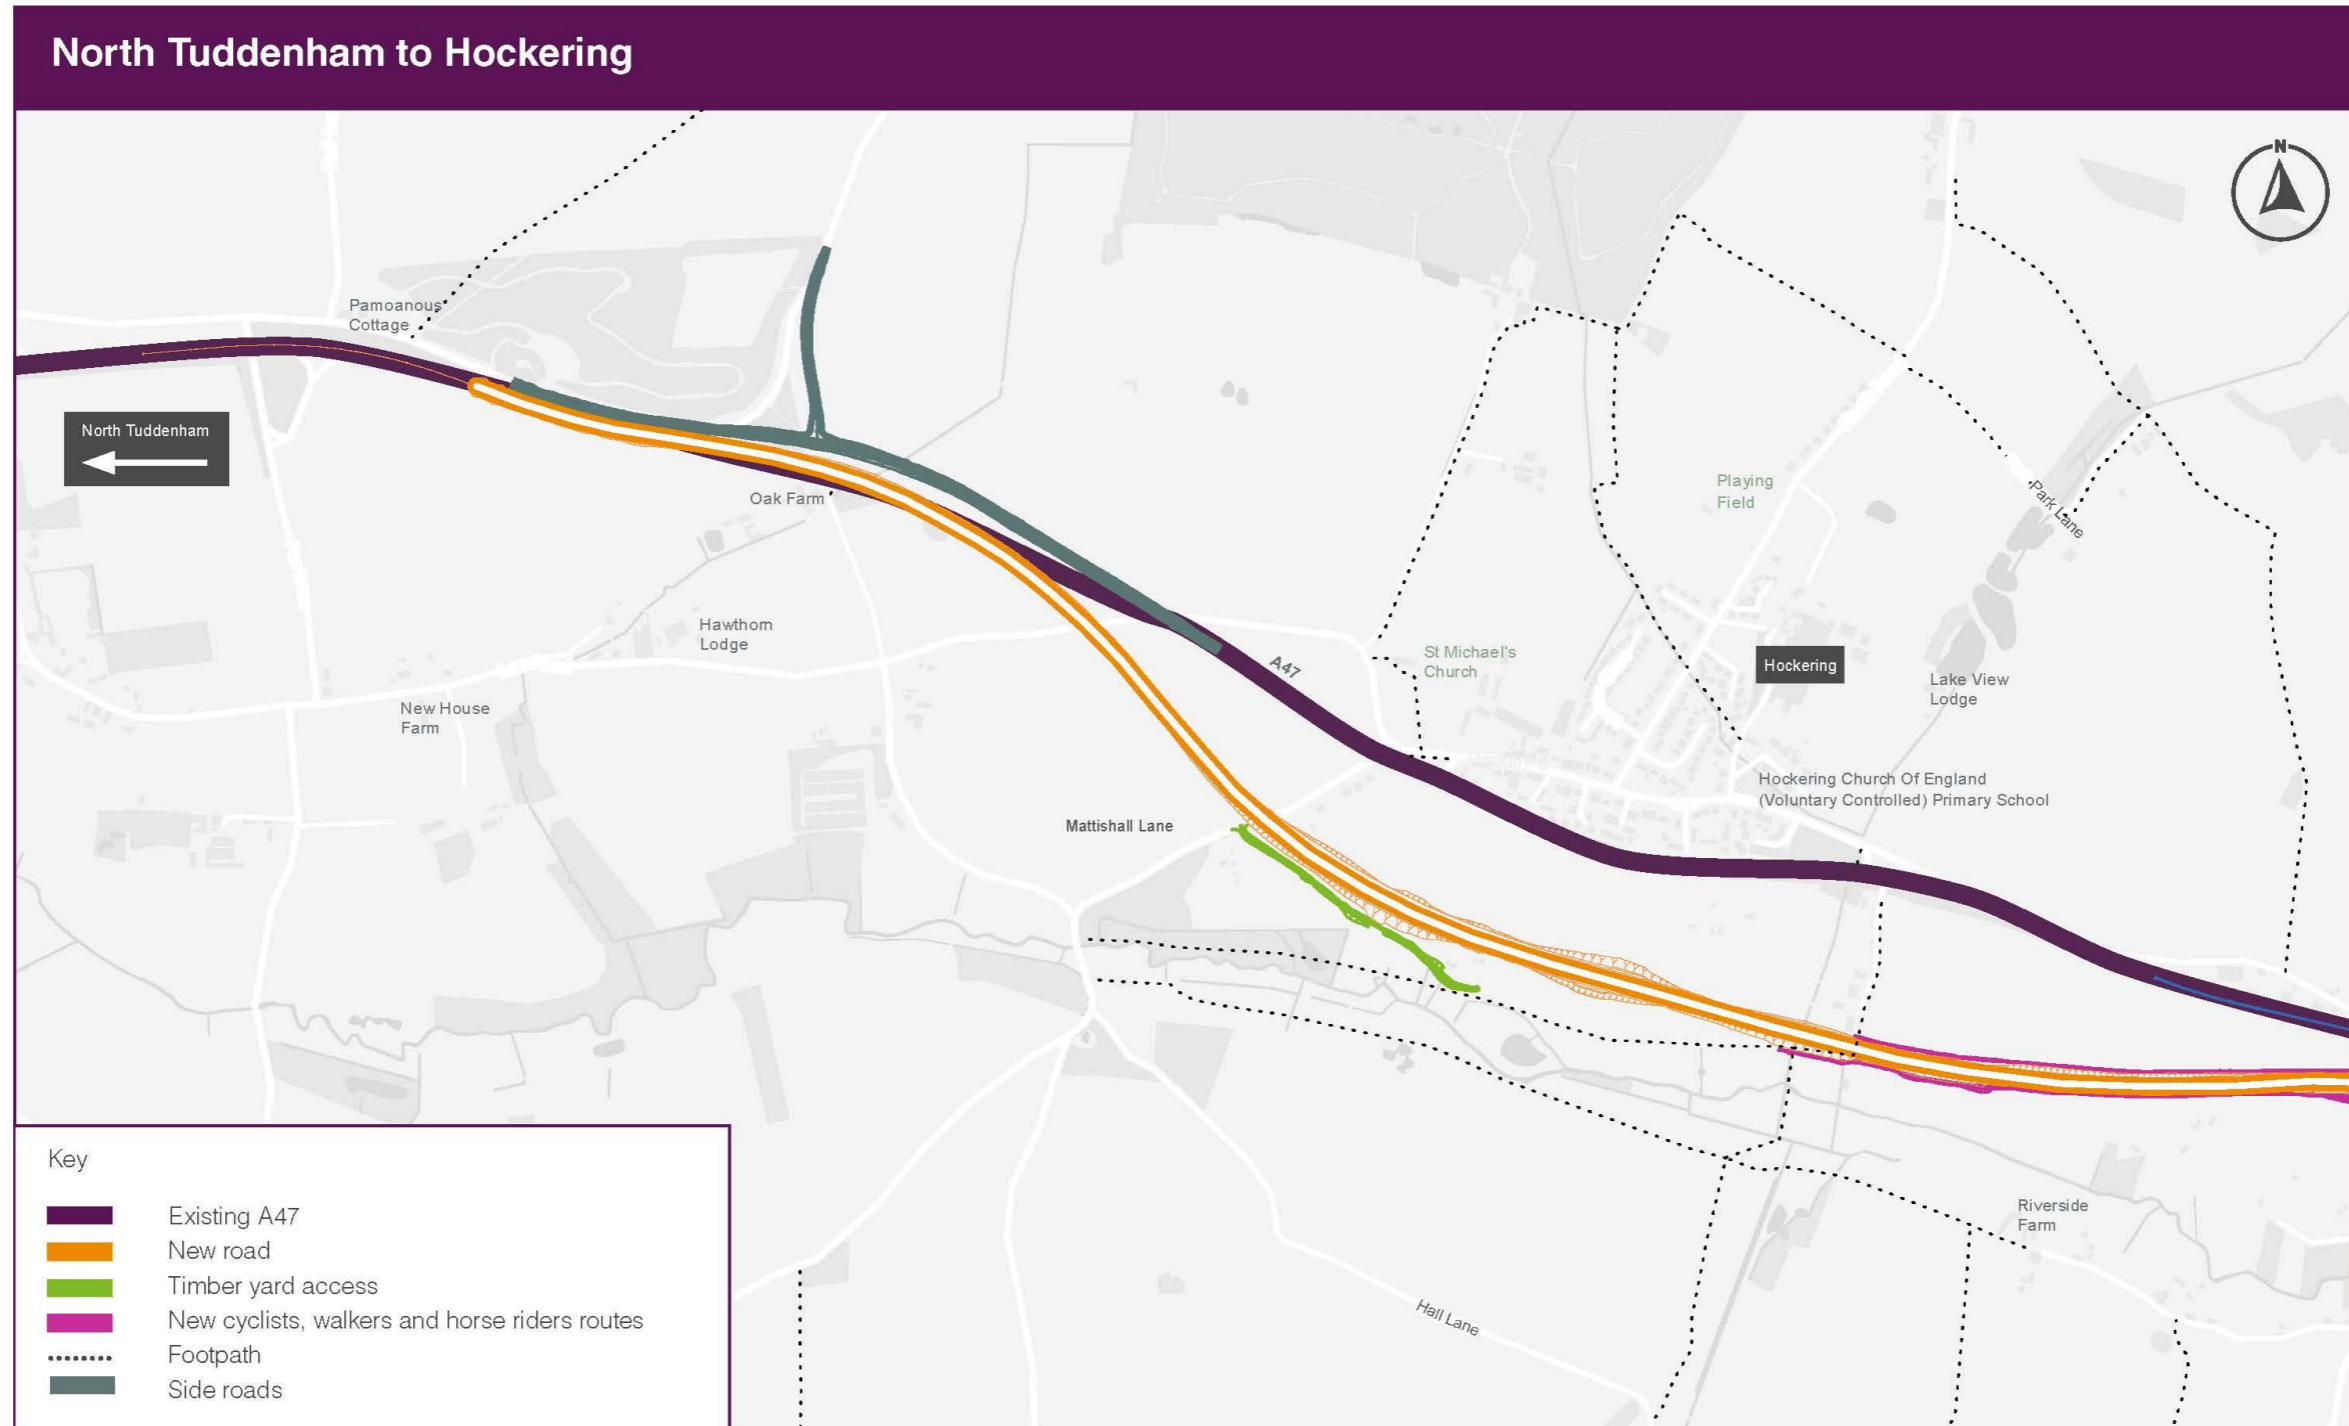 North Tuddenham to Hockering
N
Pamoanous
Cottage
North Tuddenham
Oak Farm
Playing
Field
Park Lane
Hawthorn
Lodge
St Michael's
Church
A47
Hockering
Lake View
Lodge
New House
Farm
Hockering Church Of England
(Voluntary Controlled) Primary School
Mattishall Lane
Riverside
Farm
Hall Lane
Key
Existing A47
New road
Timber yard access
New cyclists, walkers and horse riders routes
Footpath
Side roads